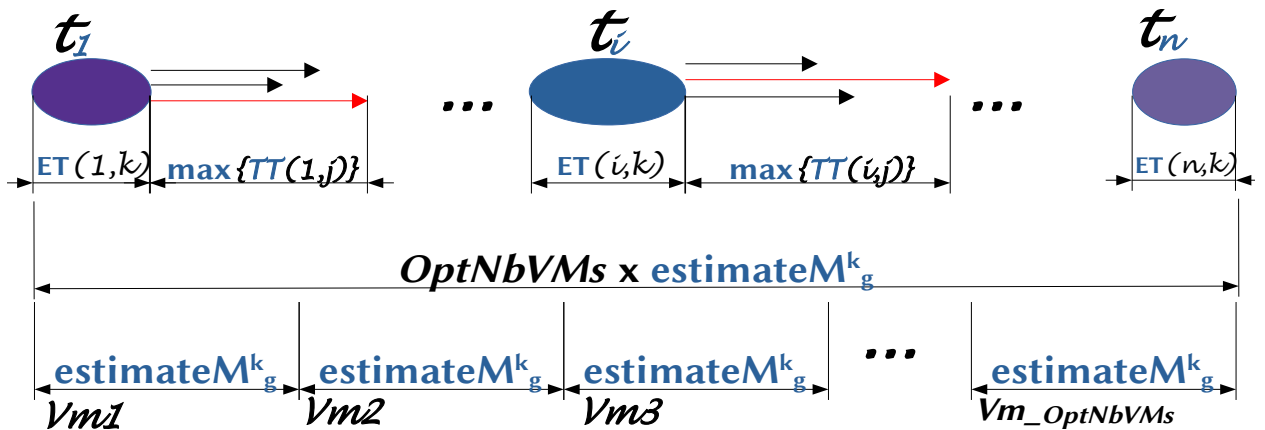 t₁ tᵢ tₙ
... ...
ET(1,k) max{TT(1,j)} ET(i,k) max{TT(i,j)} ET(n,k)
OptNbVMs x estimateMᵏg
...
estimateMᵏg estimateMᵏg estimateMᵏg estimateMᵏg
Vm1 Vm2 Vm3 Vm_OptNbVMs